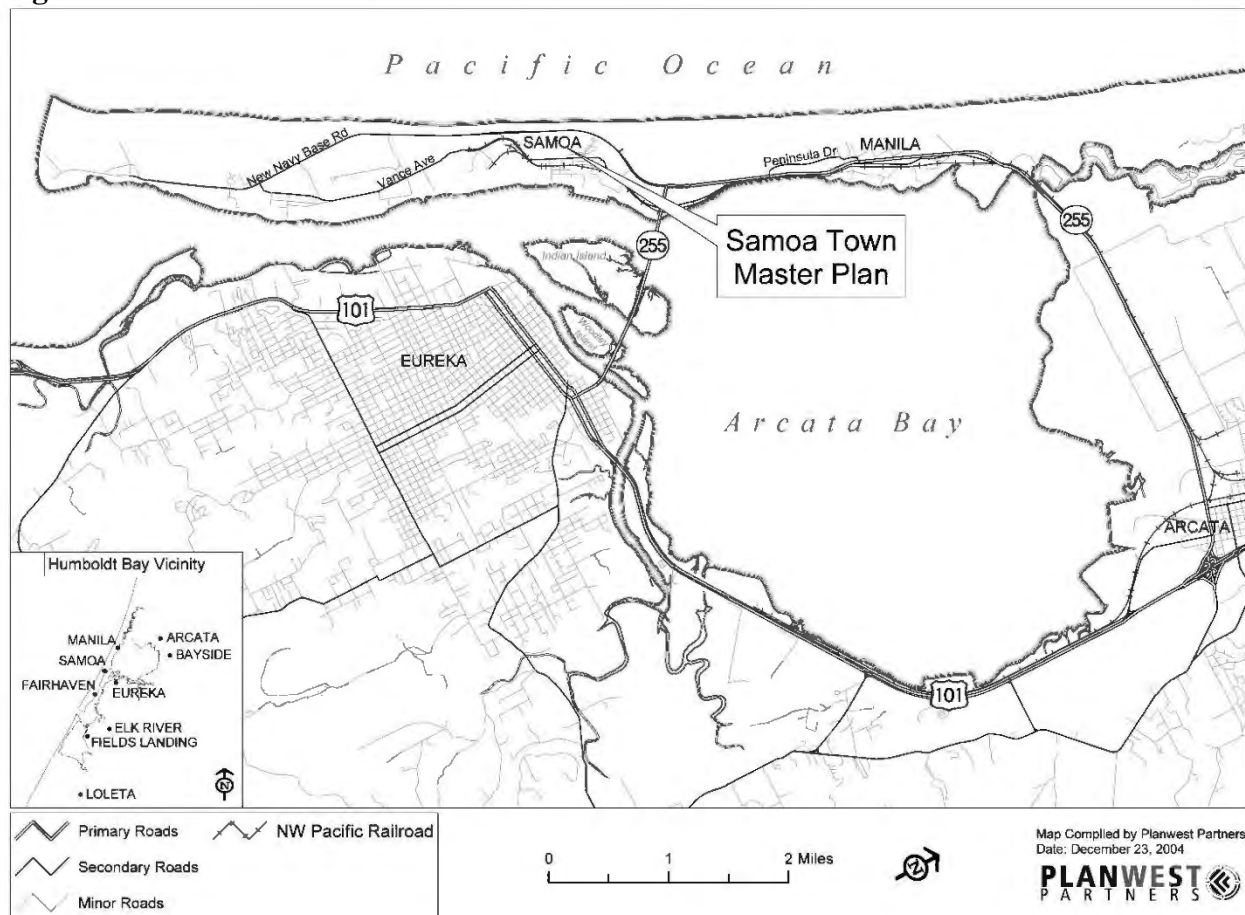 Pacific Ocean
New Navy Base Rd
Vance Ave
SAMOA
Peninsula Dr
MANILA
255
255
Samoa Town
Master Plan
Indian Island
Woodley
Island
101
EUREKA
Arcata Bay
ARCATA
101
Humboldt Bay Vicinity
MANILA
ARCATA
BAYSIDE
SAMOA
FAIRHAVEN
EUREKA
ELK RIVER
FIELDS LANDING
LOLETA
N
Primary Roads
NW Pacific Railroad
Secondary Roads
Minor Roads
0 1 2 Miles
N
Map Compiled by Planwest Partners
Date: December 23, 2004
PLANWEST
PARTNERS